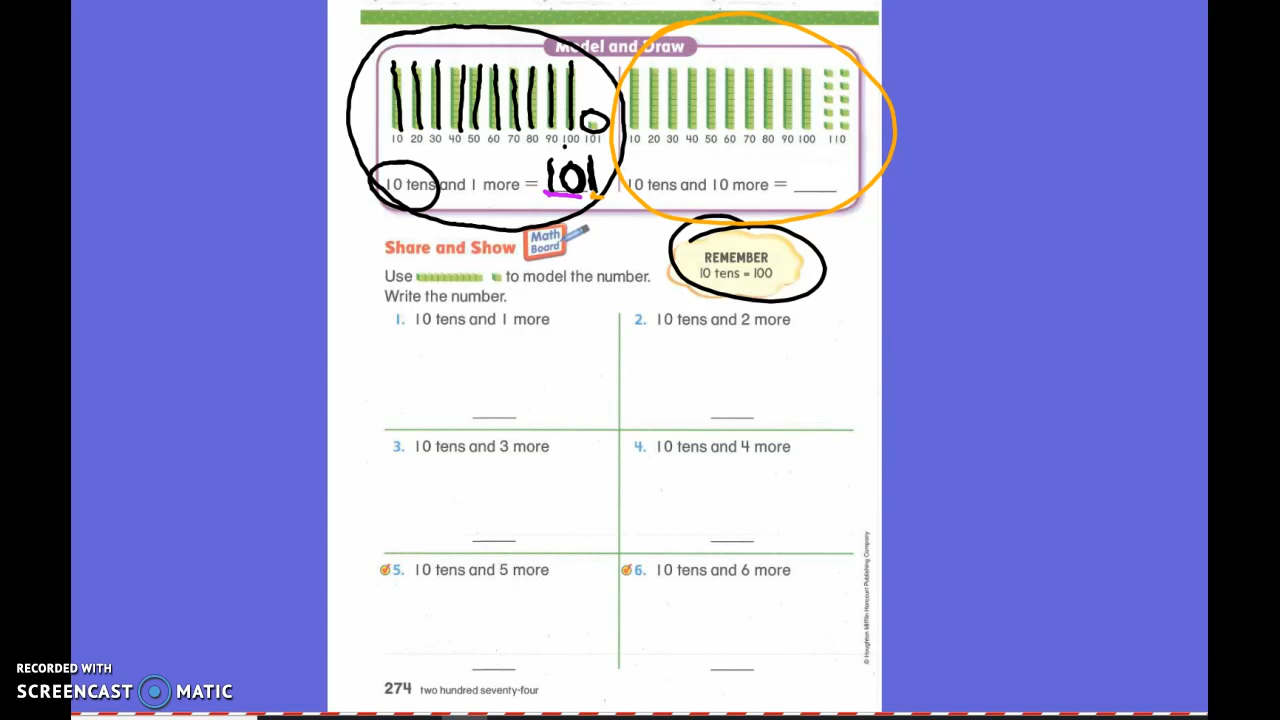 Model and Draw
10 20 30 40 50 60 70 80 90 100 101
10 tens and 1 more = 101
10 20 30 40 50 60 70 80 90 100 110
10 tens and 10 more = _____
Share and Show
Math
Board
Use to model the number.
Write the number.
REMEMBER
10 tens = 100
1. 10 tens and 1 more
2. 10 tens and 2 more
3. 10 tens and 3 more
4. 10 tens and 4 more
5. 10 tens and 5 more
6. 10 tens and 6 more
© Houghton Mifflin Harcourt Publishing Company
274 two hundred seventy-four
RECORDED WITH
SCREENCAST MATIC